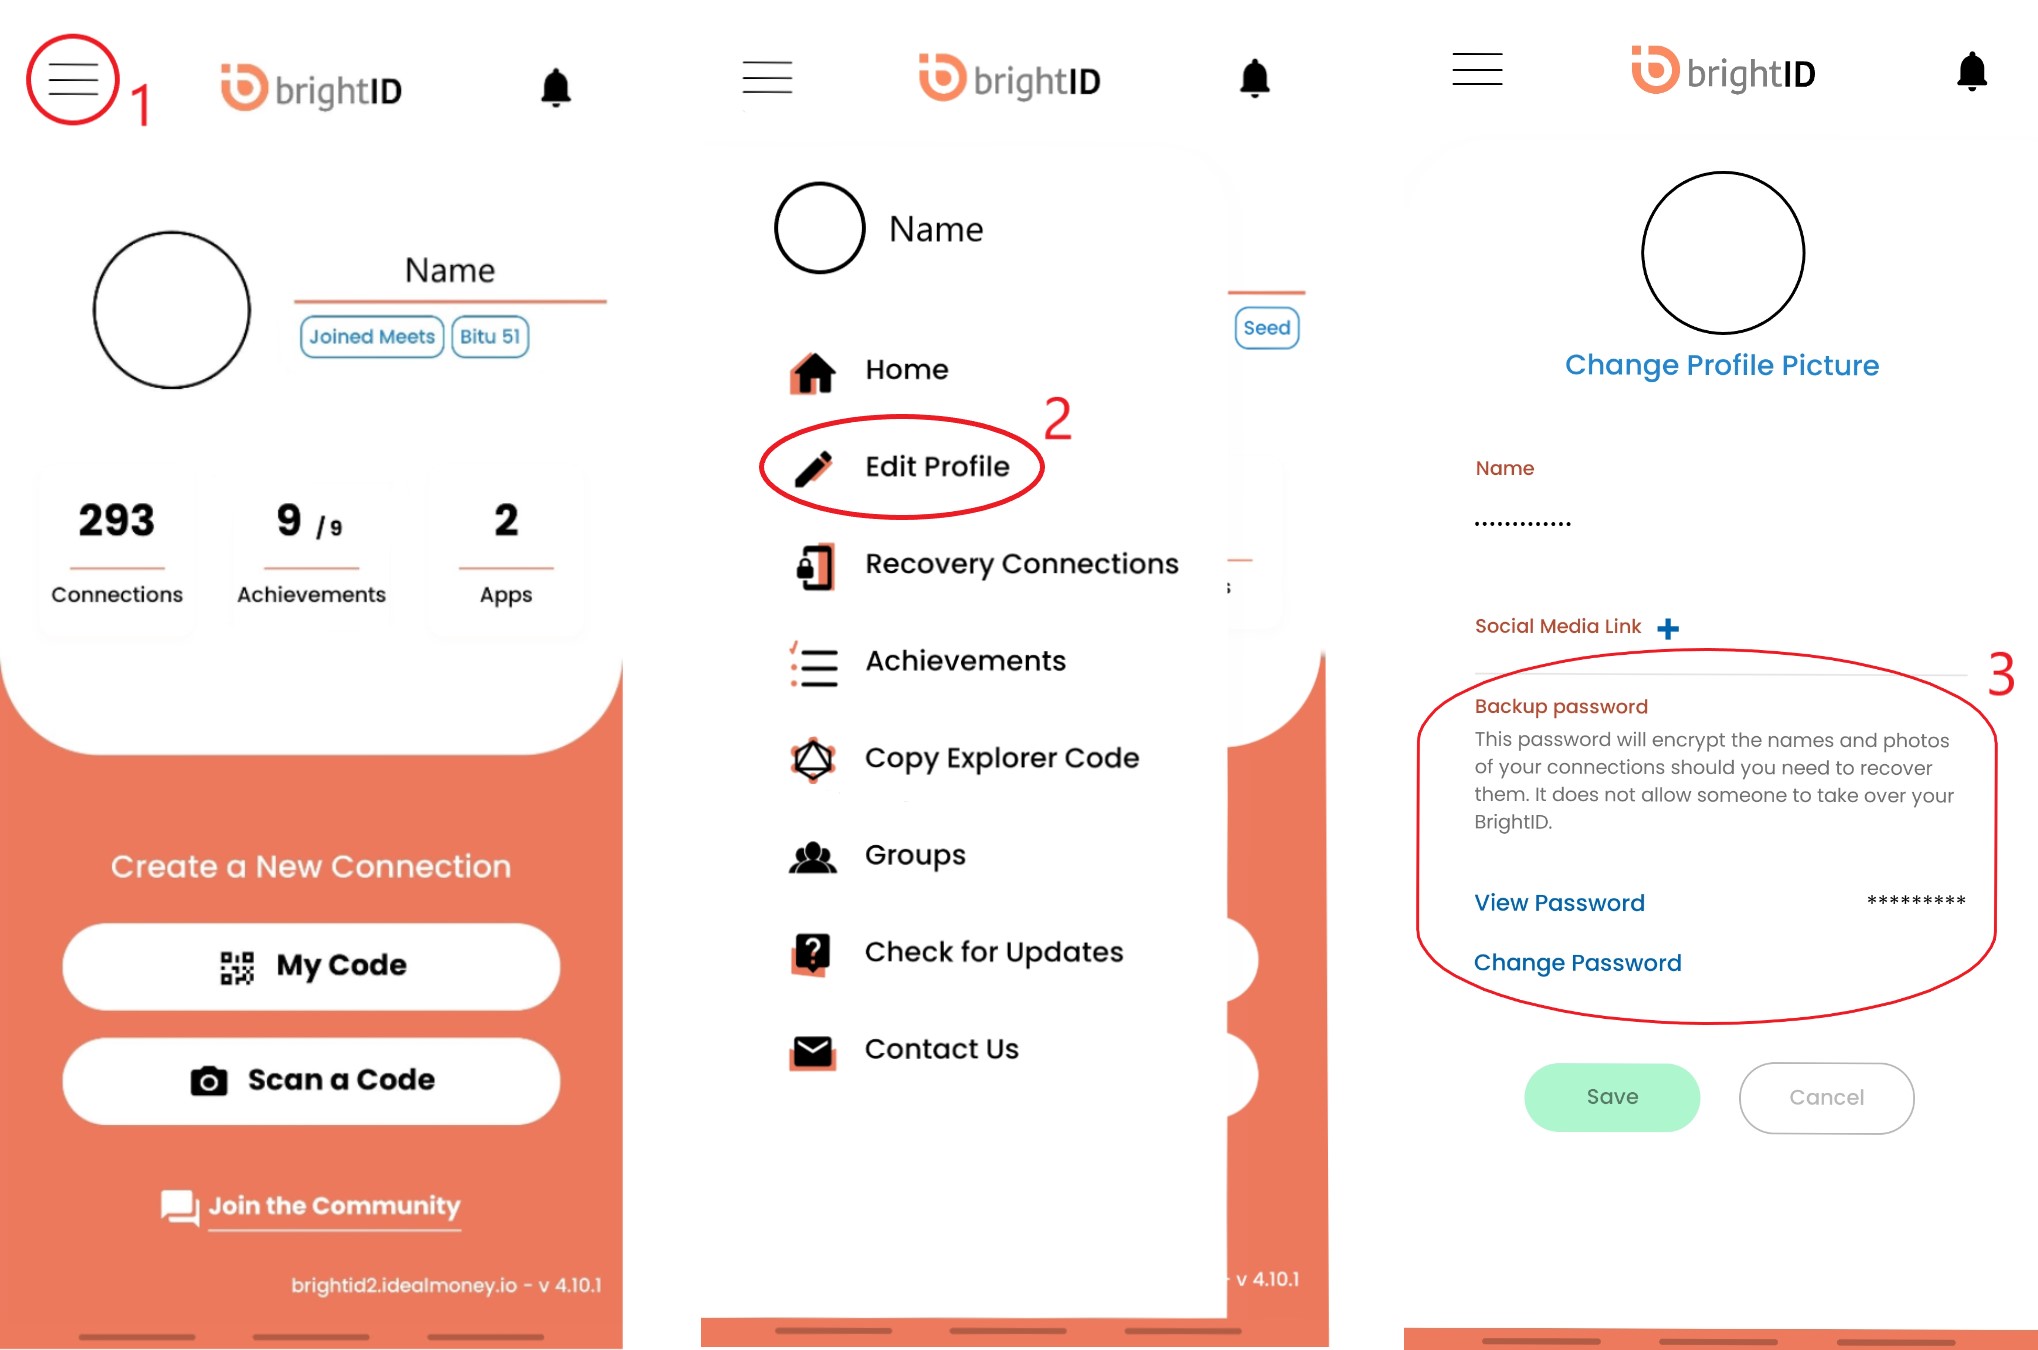 1
brightID
Name
Joined Meets
Bitu 51
293
9 /9
2
Connections
Achievements
Apps
Create a New Connection
My Code
Scan a Code
Join the Community
brightid2.idealmoney.io - v 4.10.1
brightID
Name
Seed
Home
2
Edit Profile
Recovery Connections
s
Achievements
Copy Explorer Code
Groups
Check for Updates
Contact Us
- v 4.10.1
brightID
Change Profile Picture
Name
.............
Social Media Link +
3
Backup password
This password will encrypt the names and photos
of your connections should you need to recover
them. It does not allow someone to take over your
BrightID.
View Password *********
Change Password
Save
Cancel